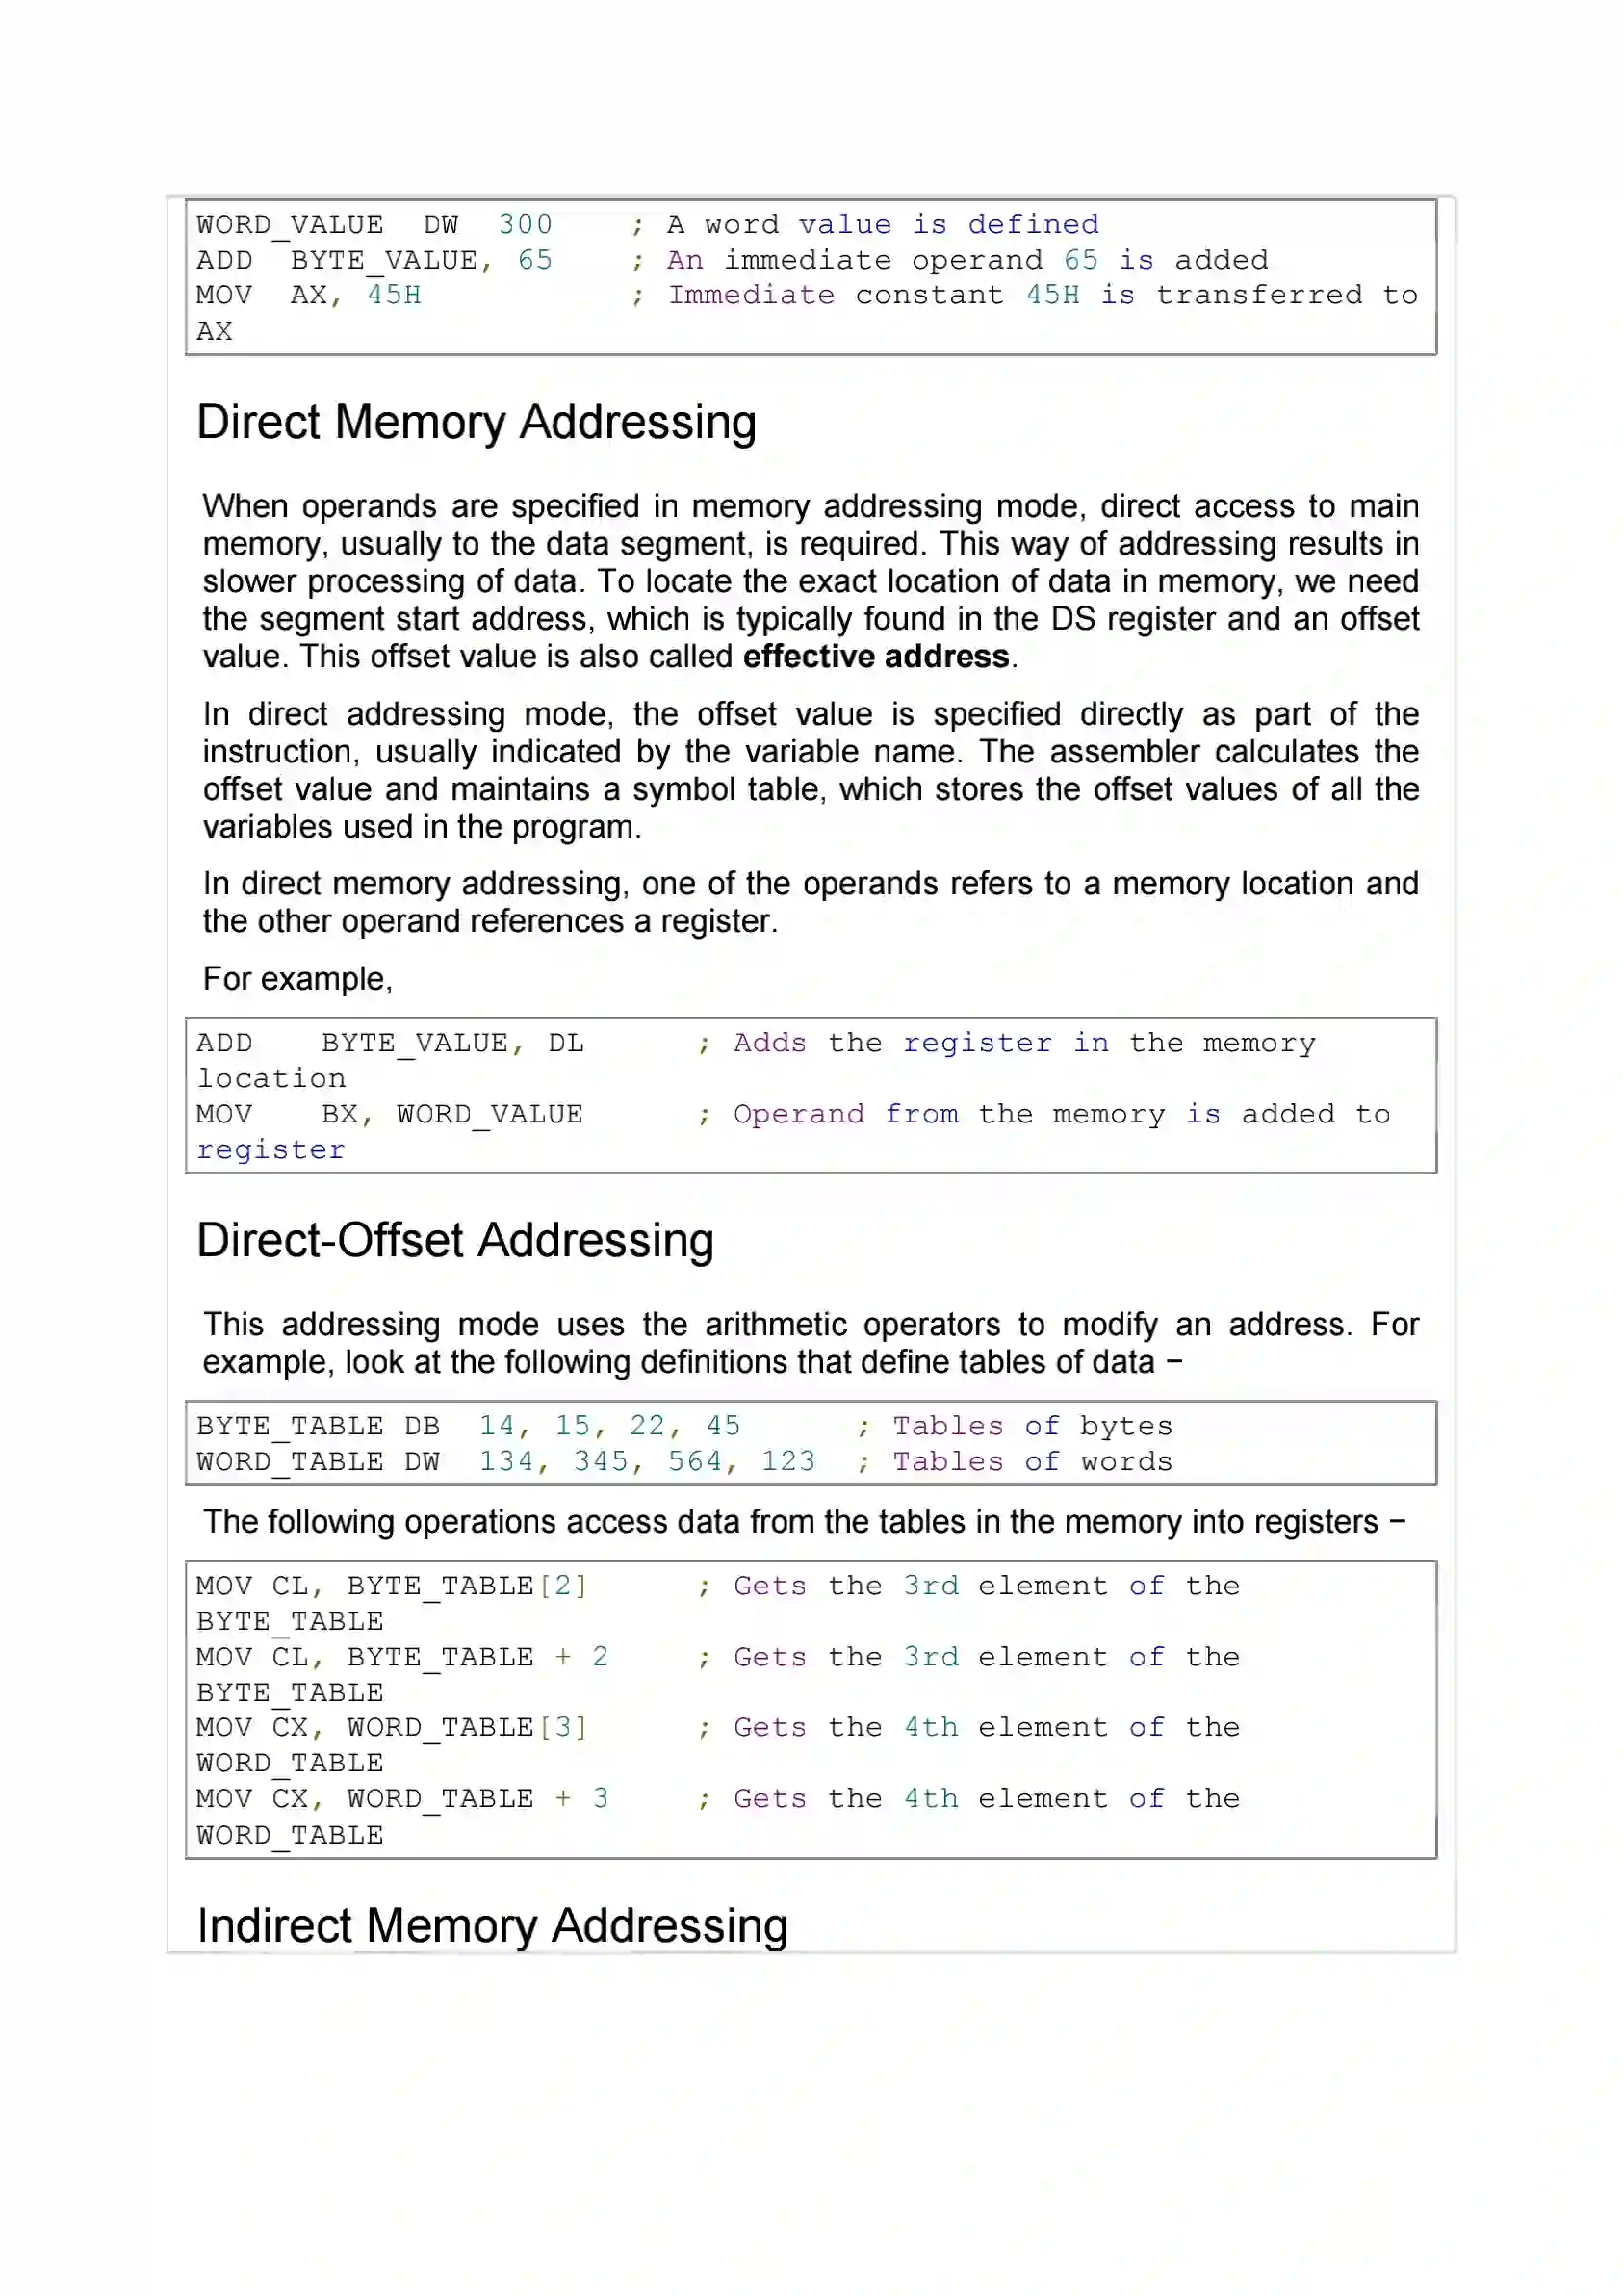 WORD_VALUE  DW  300    ; A word value is defined
ADD  BYTE_VALUE, 65    ; An immediate operand 65 is added
MOV  AX, 45H           ; Immediate constant 45H is transferred to
AX
Direct Memory Addressing
When operands are specified in memory addressing mode, direct access to main
memory, usually to the data segment, is required. This way of addressing results in
slower processing of data. To locate the exact location of data in memory, we need
the segment start address, which is typically found in the DS register and an offset
value. This offset value is also called effective address.
In direct addressing mode, the offset value is specified directly as part of the
instruction, usually indicated by the variable name. The assembler calculates the
offset value and maintains a symbol table, which stores the offset values of all the
variables used in the program.
In direct memory addressing, one of the operands refers to a memory location and
the other operand references a register.
For example,
ADD   BYTE_VALUE, DL      ; Adds the register in the memory
location
MOV   BX, WORD_VALUE      ; Operand from the memory is added to
register
Direct-Offset Addressing
This addressing mode uses the arithmetic operators to modify an address. For
example, look at the following definitions that define tables of data −
BYTE_TABLE DB  14, 15, 22, 45      ; Tables of bytes
WORD_TABLE DW  134, 345, 564, 123  ; Tables of words
The following operations access data from the tables in the memory into registers −
MOV CL, BYTE_TABLE[2]     ; Gets the 3rd element of the
BYTE_TABLE
MOV CL, BYTE_TABLE + 2    ; Gets the 3rd element of the
BYTE_TABLE
MOV CX, WORD_TABLE[3]     ; Gets the 4th element of the
WORD_TABLE
MOV CX, WORD_TABLE + 3    ; Gets the 4th element of the
WORD_TABLE
Indirect Memory Addressing